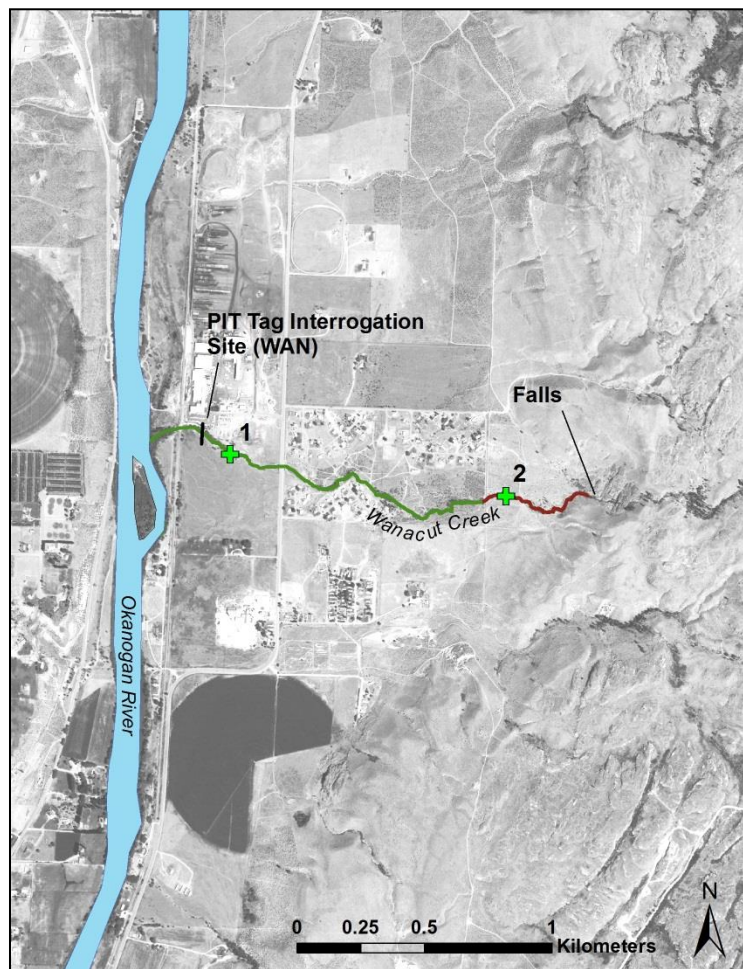 PIT Tag Interrogation
Site (WAN)
1
Falls
2
Wanacut Creek
Okanogan River
N
0 0.25 0.5 1
Kilometers